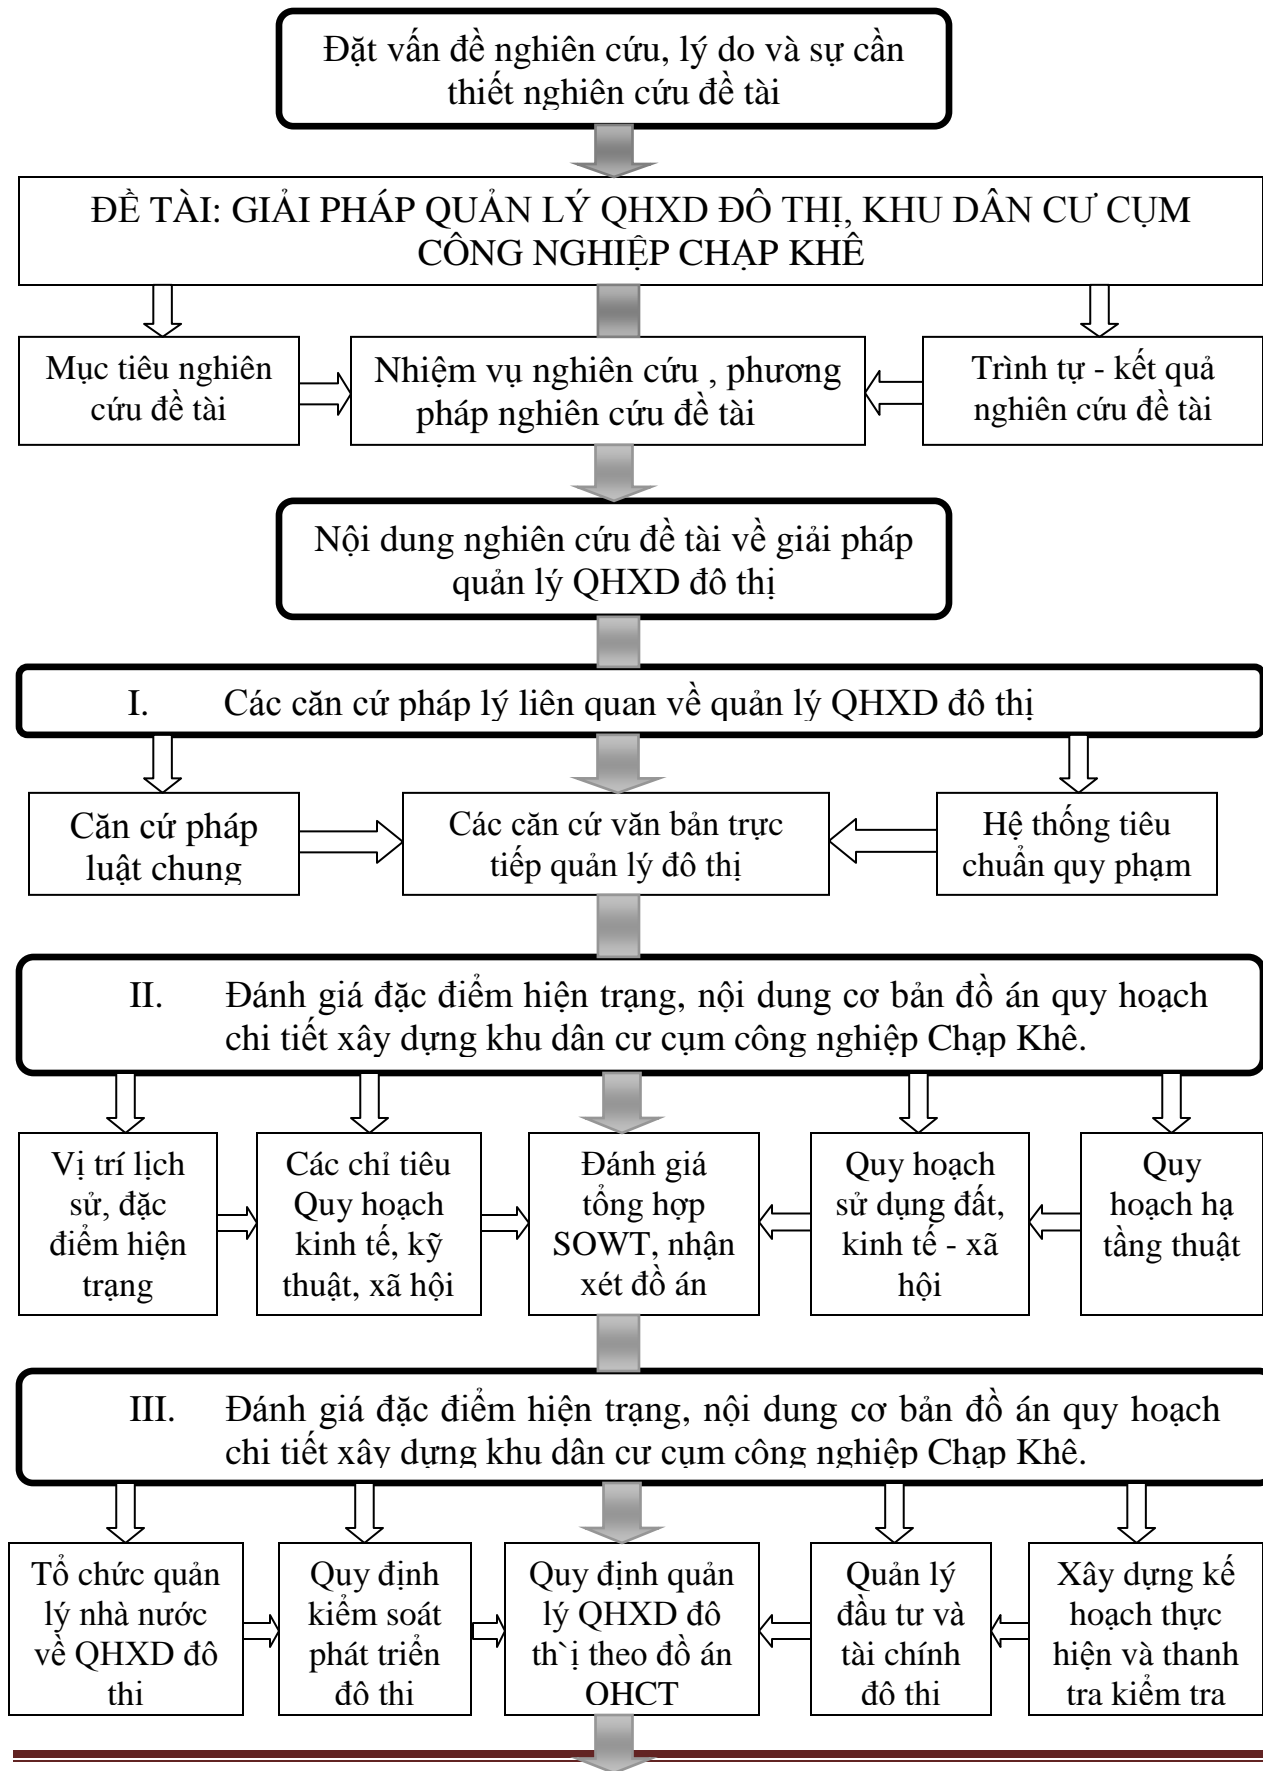 Đặt vấn đề nghiên cứu, lý do và sự cần
thiết nghiên cứu đề tài
ĐỀ TÀI: GIẢI PHÁP QUẢN LÝ QHXD ĐÔ THỊ, KHU DÂN CƯ CỤM
CÔNG NGHIỆP CHẠP KHÊ
Mục tiêu nghiên
cứu đề tài
Nhiệm vụ nghiên cứu , phương
pháp nghiên cứu đề tài
Trình tự - kết quả
nghiên cứu đề tài
Nội dung nghiên cứu đề tài về giải pháp
quản lý QHXD đô thị
I. Các căn cứ pháp lý liên quan về quản lý QHXD đô thị
Căn cứ pháp
luật chung
Các căn cứ văn bản trực
tiếp quản lý đô thị
Hệ thống tiêu
chuẩn quy phạm
II. Đánh giá đặc điểm hiện trạng, nội dung cơ bản đồ án quy hoạch
chi tiết xây dựng khu dân cư cụm công nghiệp Chạp Khê.
Vị trí lịch
sử, đặc
điểm hiện
trạng
Các chỉ tiêu
Quy hoạch
kinh tế, kỹ
thuật, xã hội
Đánh giá
tổng hợp
SOWT, nhận
xét đồ án
Quy hoạch
sử dụng đất,
kinh tế - xã
hội
Quy
hoạch hạ
tầng thuật
III. Đánh giá đặc điểm hiện trạng, nội dung cơ bản đồ án quy hoạch
chi tiết xây dựng khu dân cư cụm công nghiệp Chạp Khê.
Tổ chức quản
lý nhà nước
về QHXD đô
thị
Quy định
kiểm soát
phát triển
đô thị
Quy định quản
lý QHXD đô
th`ị theo đồ án
QHCT
Quản lý
đầu tư và
tài chính
đô thị
Xây dựng kế
hoạch thực
hiện và thanh
tra kiểm tra